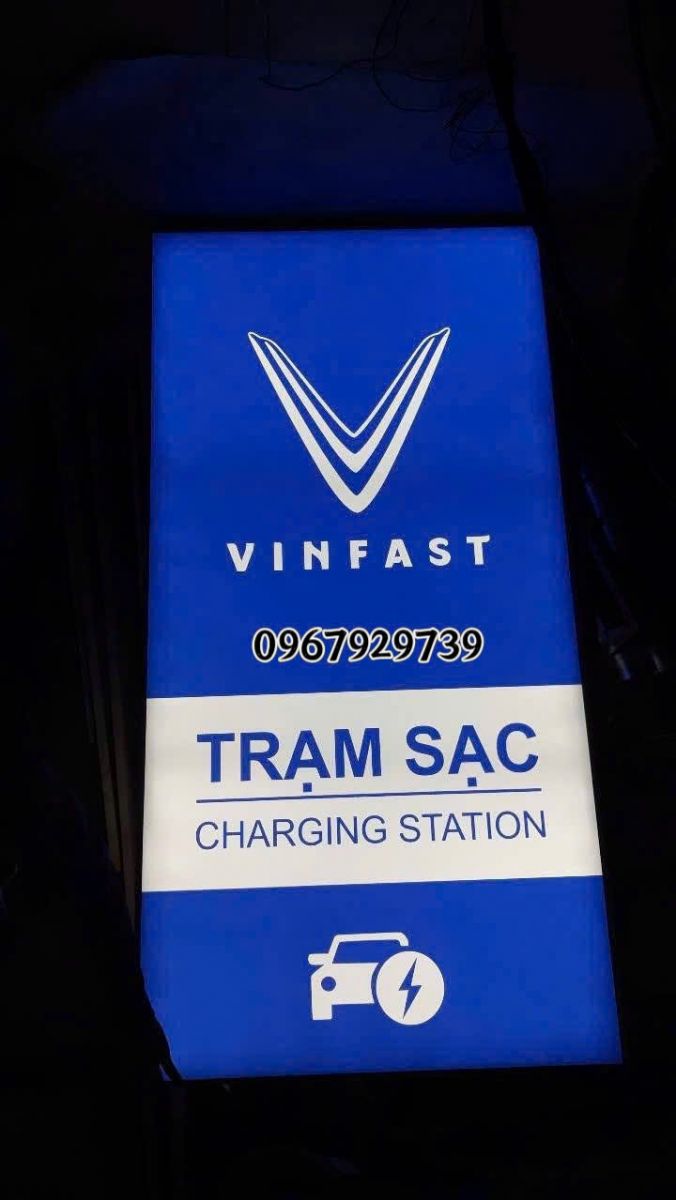 VINFAST
0967929739
TRẠM SẠC
CHARGING STATION